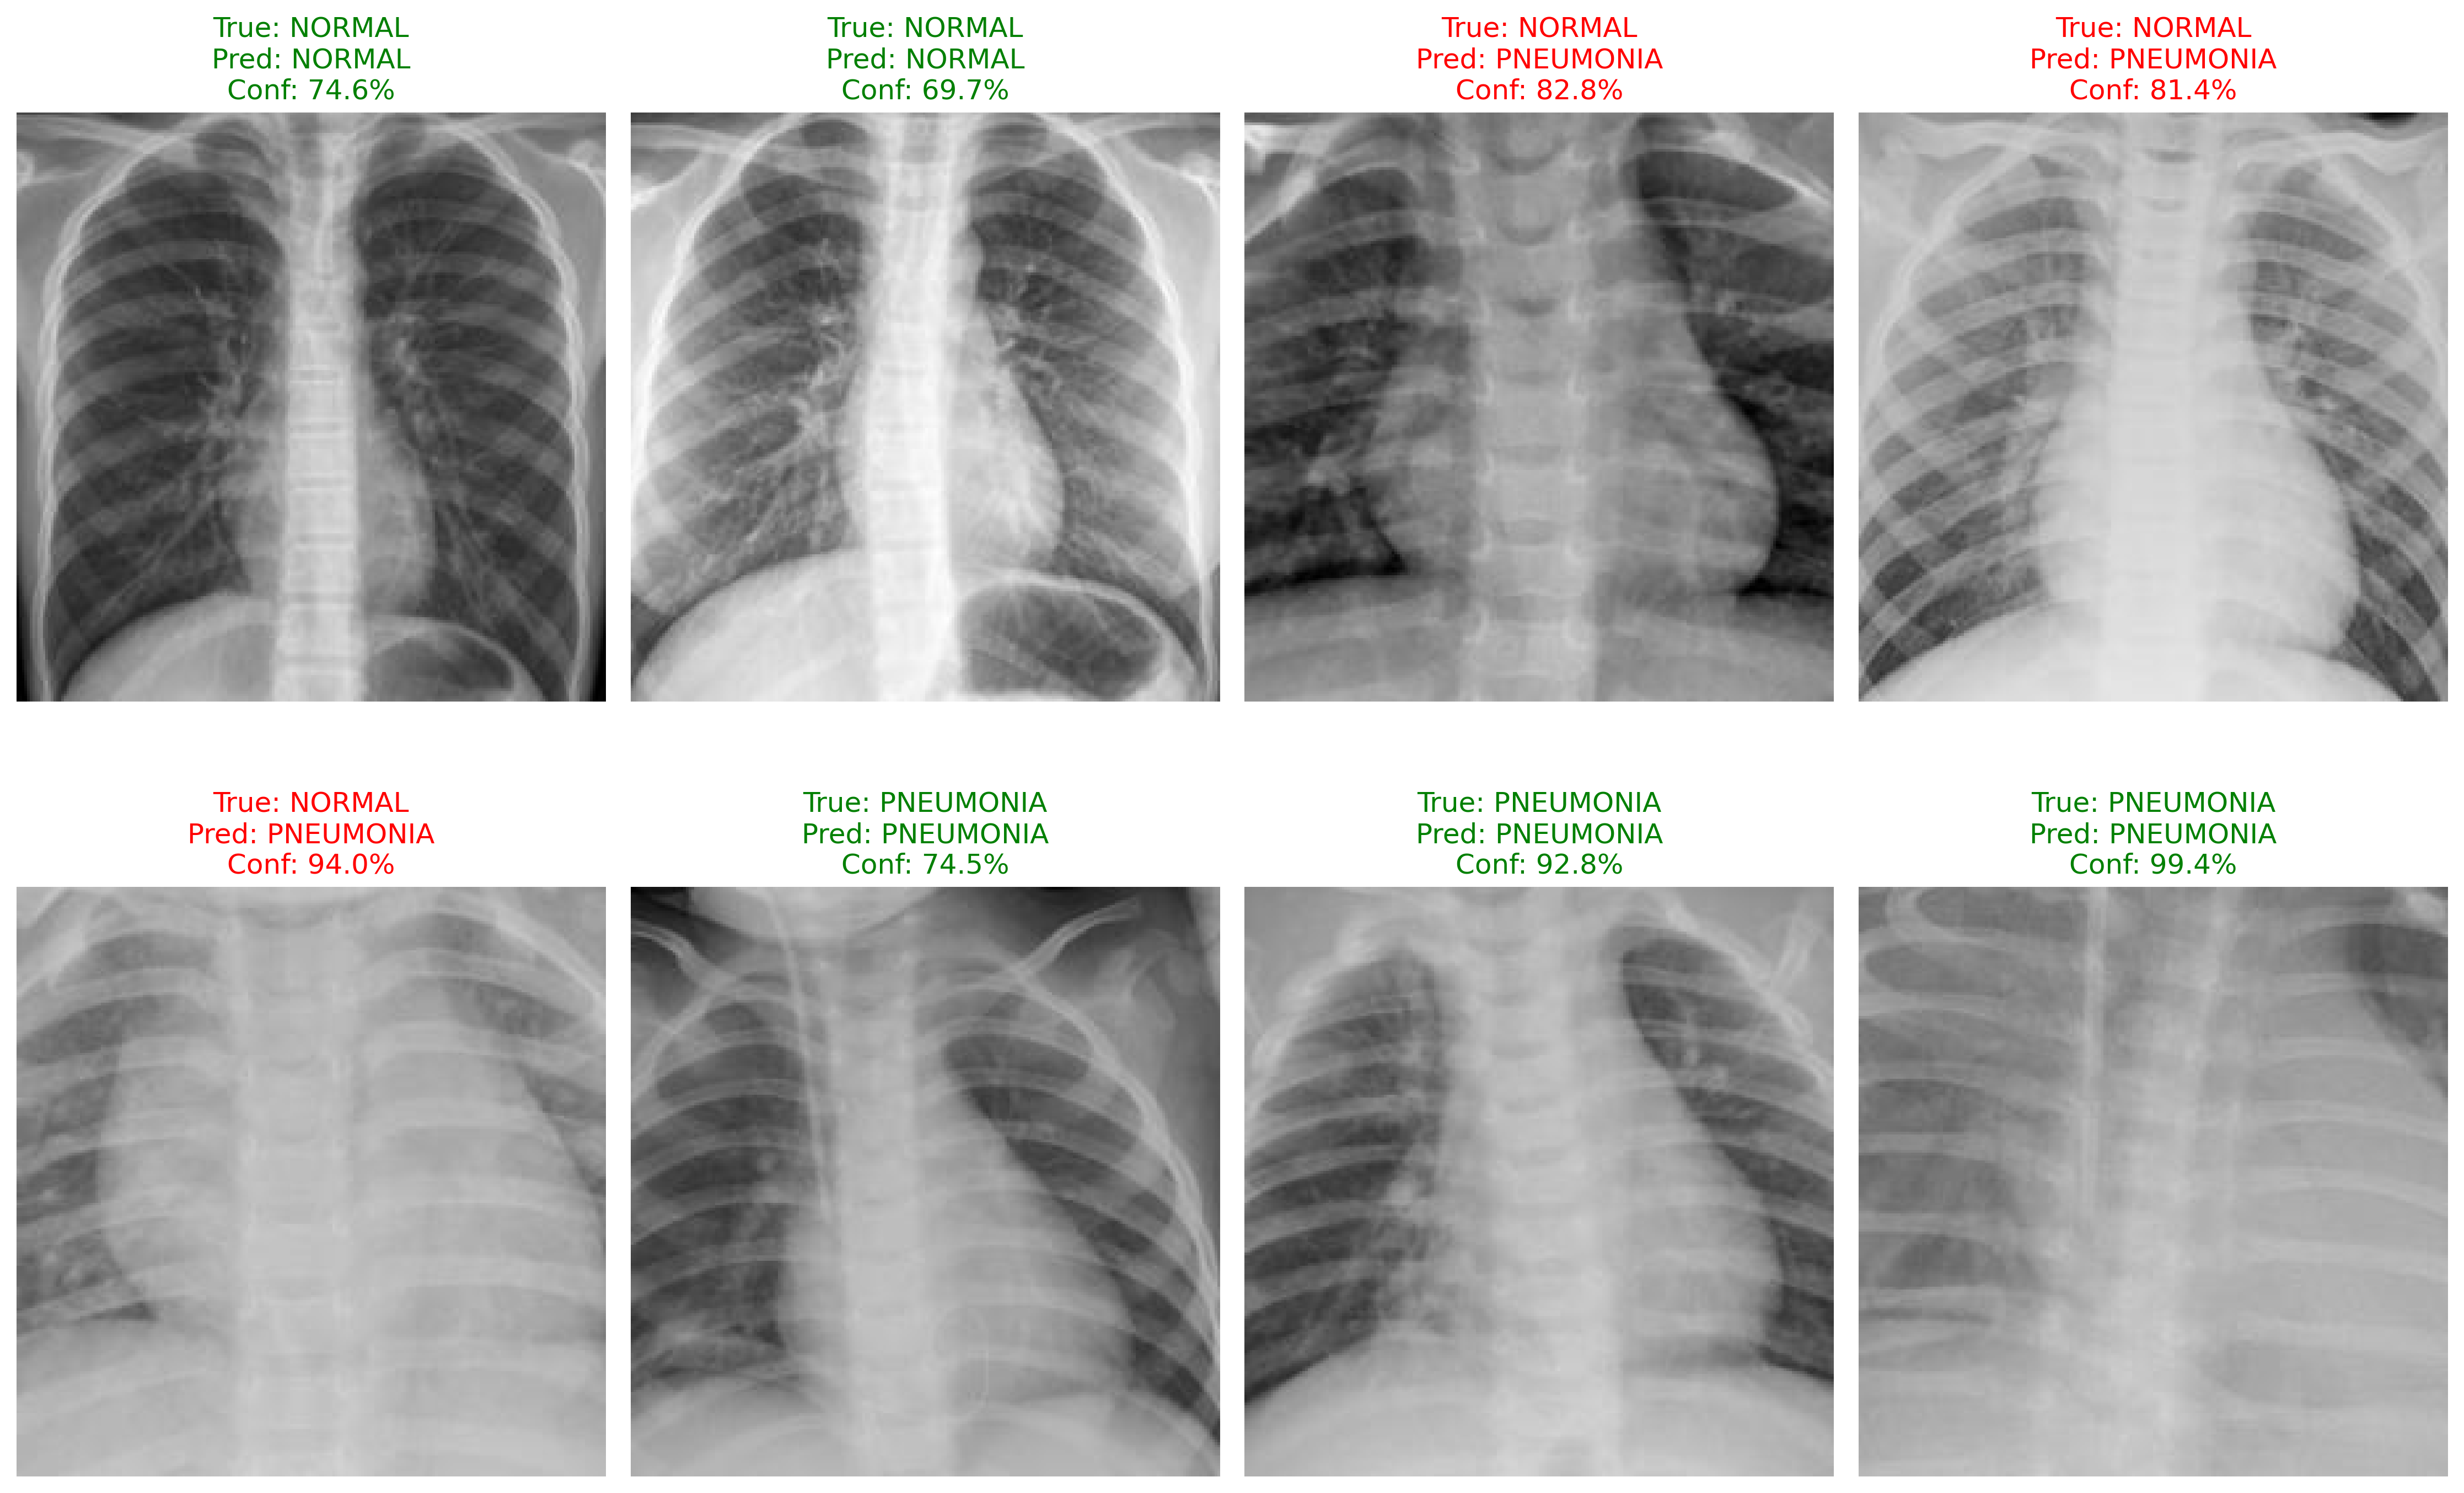 True: NORMAL
Pred: NORMAL
Conf: 74.6%
True: NORMAL
Pred: NORMAL
Conf: 69.7%
True: NORMAL
Pred: PNEUMONIA
Conf: 82.8%
True: NORMAL
Pred: PNEUMONIA
Conf: 81.4%
True: NORMAL
Pred: PNEUMONIA
Conf: 94.0%
True: PNEUMONIA
Pred: PNEUMONIA
Conf: 74.5%
True: PNEUMONIA
Pred: PNEUMONIA
Conf: 92.8%
True: PNEUMONIA
Pred: PNEUMONIA
Conf: 99.4%